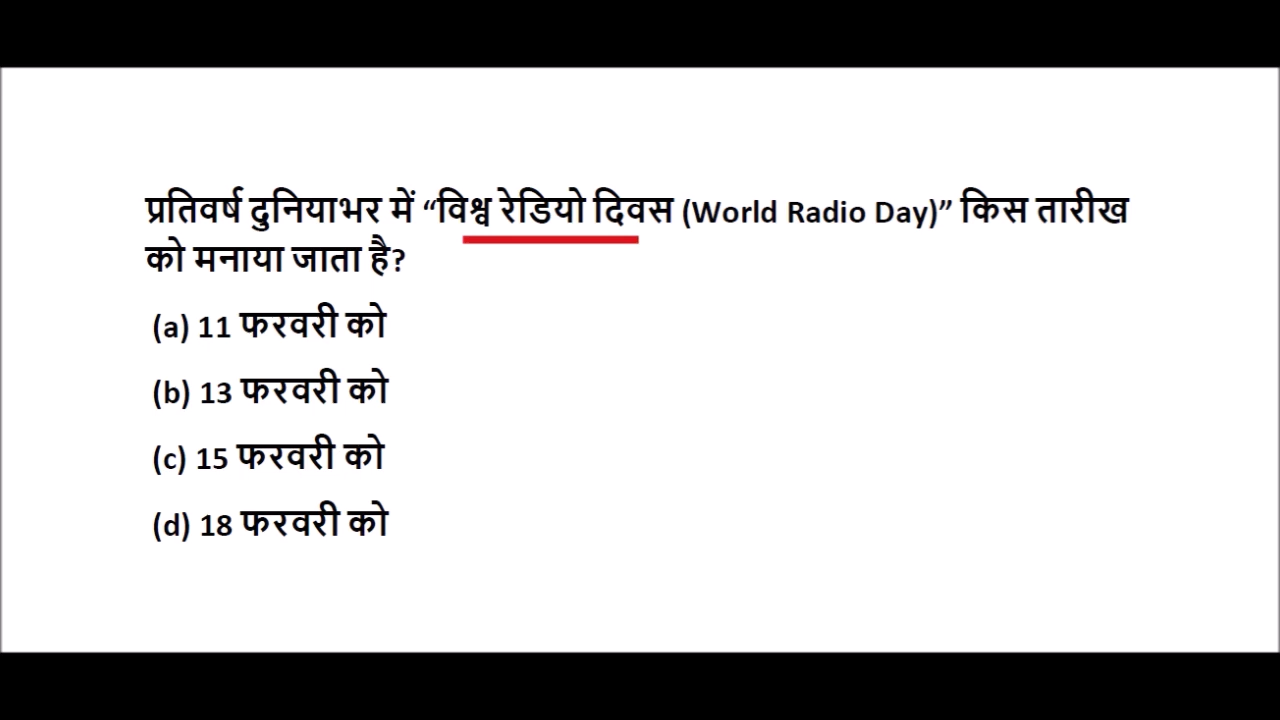 प्रतिवर्ष दुनियाभर में “विश्व रेडियो दिवस (World Radio Day)” किस तारीख
को मनाया जाता है?
(a) 11 फरवरी को
(b) 13 फरवरी को
(c) 15 फरवरी को
(d) 18 फरवरी को